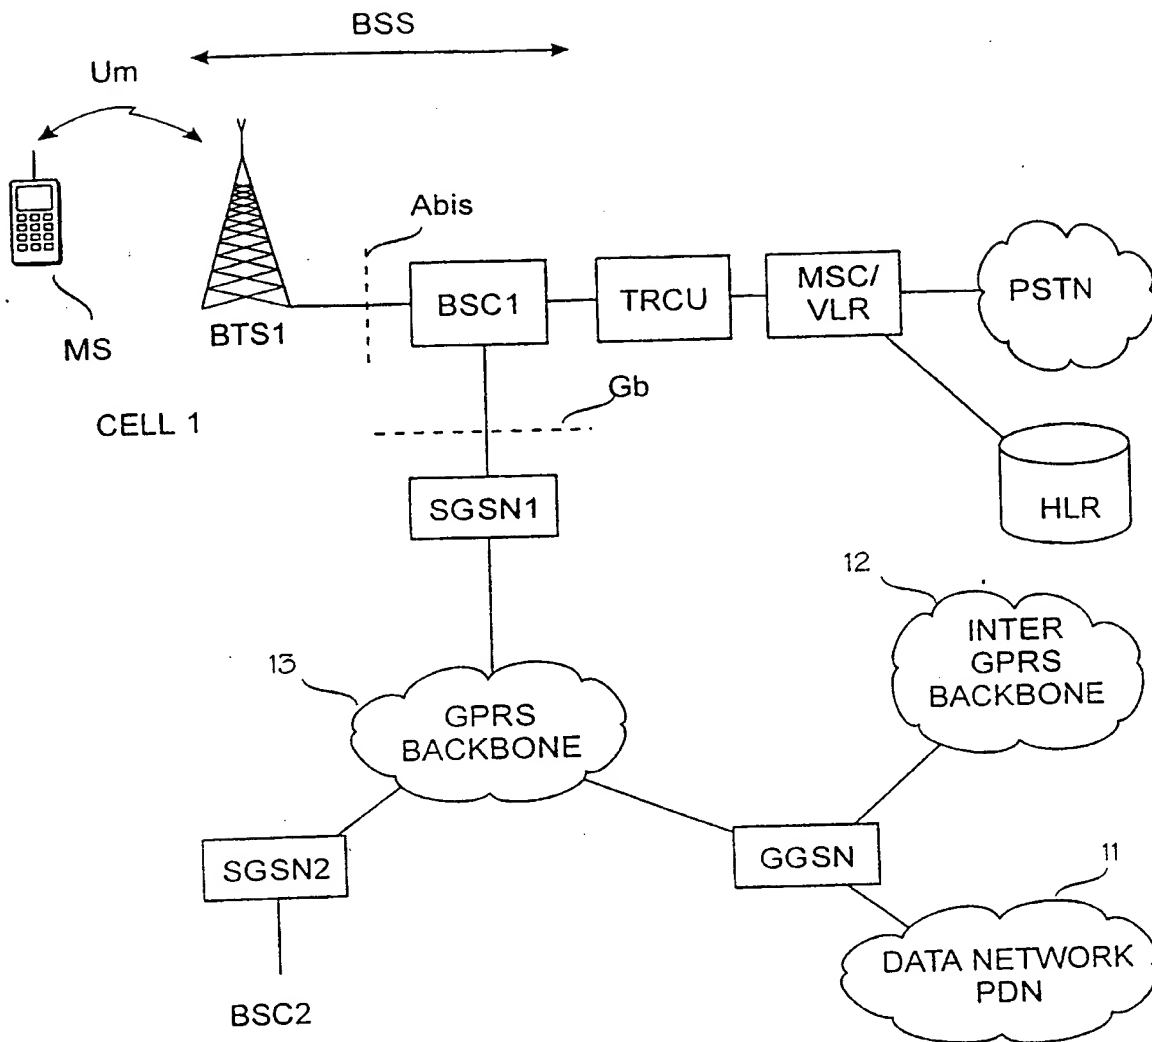 BSS
Um
Abis
BSC1
TRCU
MSC/
VLR
PSTN
BTS1
MS
Gb
CELL 1
SGSN1
HLR
12
INTER
GPRS
BACKBONE
13
GPRS
BACKBONE
SGSN2
GGSN
11
DATA NETWORK
PDN
BSC2